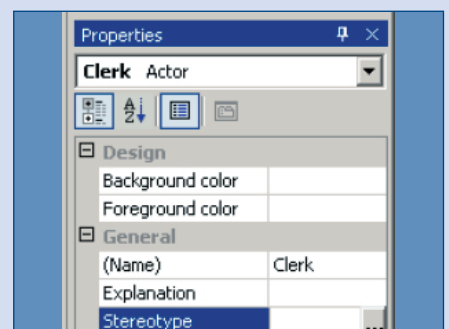 Properties
Clerk Actor
A
Z
Design
Background color
Foreground color
General
(Name) Clerk
Explanation
Stereotype ...